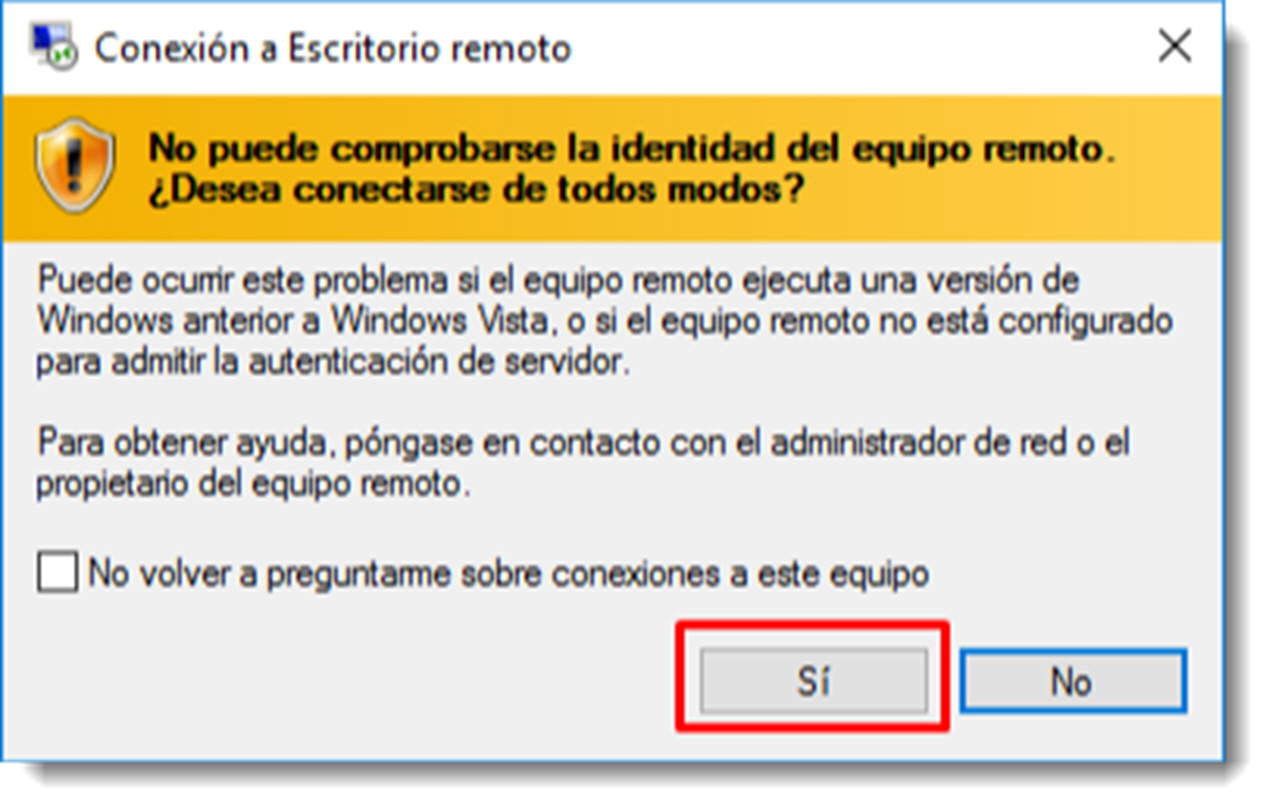 Conexión a Escritorio remoto
No puede comprobarse la identidad del equipo remoto.
¿Desea conectarse de todos modos?
Puede ocurrir este problema si el equipo remoto ejecuta una versión de
Windows anterior a Windows Vista, o si el equipo remoto no está configurado
para admitir la autenticación de servidor.
Para obtener ayuda, póngase en contacto con el administrador de red o el
propietario del equipo remoto.
No volver a preguntarme sobre conexiones a este equipo
Sí
No